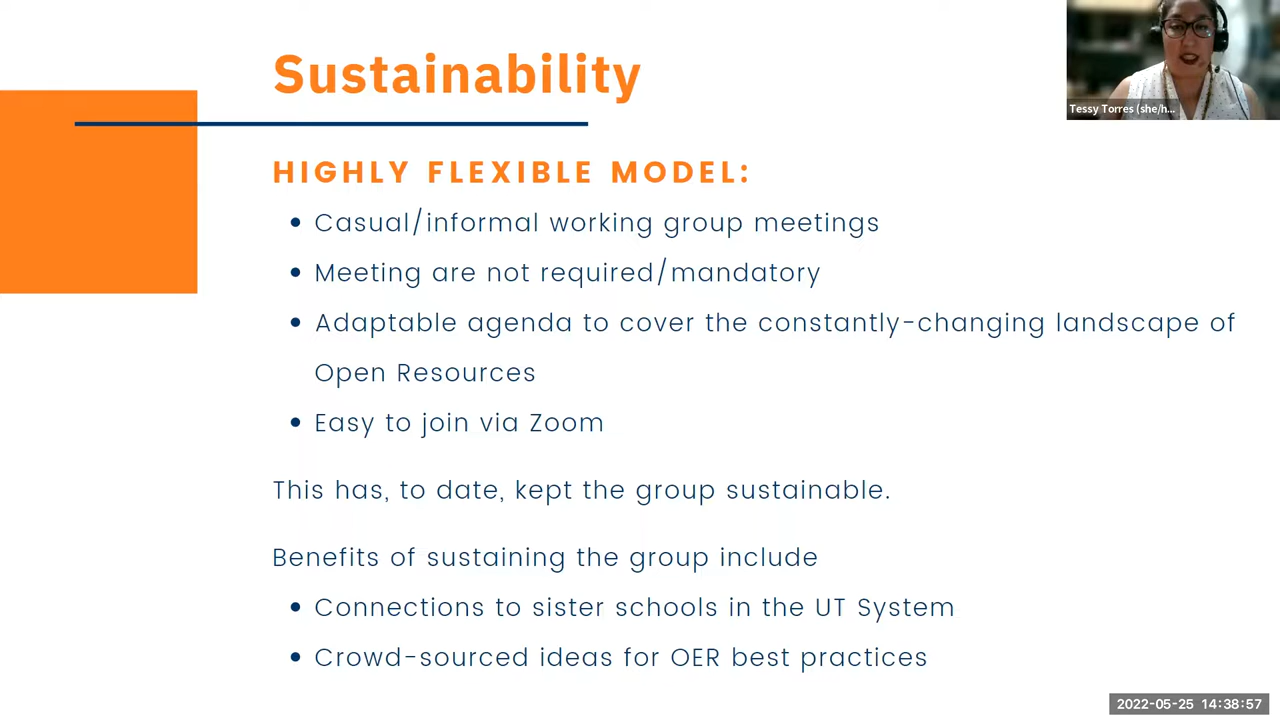 Sustainability
HIGHLY FLEXIBLE MODEL:
• Casual/informal working group meetings
• Meeting are not required/mandatory
• Adaptable agenda to cover the constantly-changing landscape of
Open Resources
• Easy to join via Zoom
This has, to date, kept the group sustainable.
Benefits of sustaining the group include
• Connections to sister schools in the UT System
• Crowd-sourced ideas for OER best practices
Tessy Torres (she/h...
2022-05-25 14:38:57